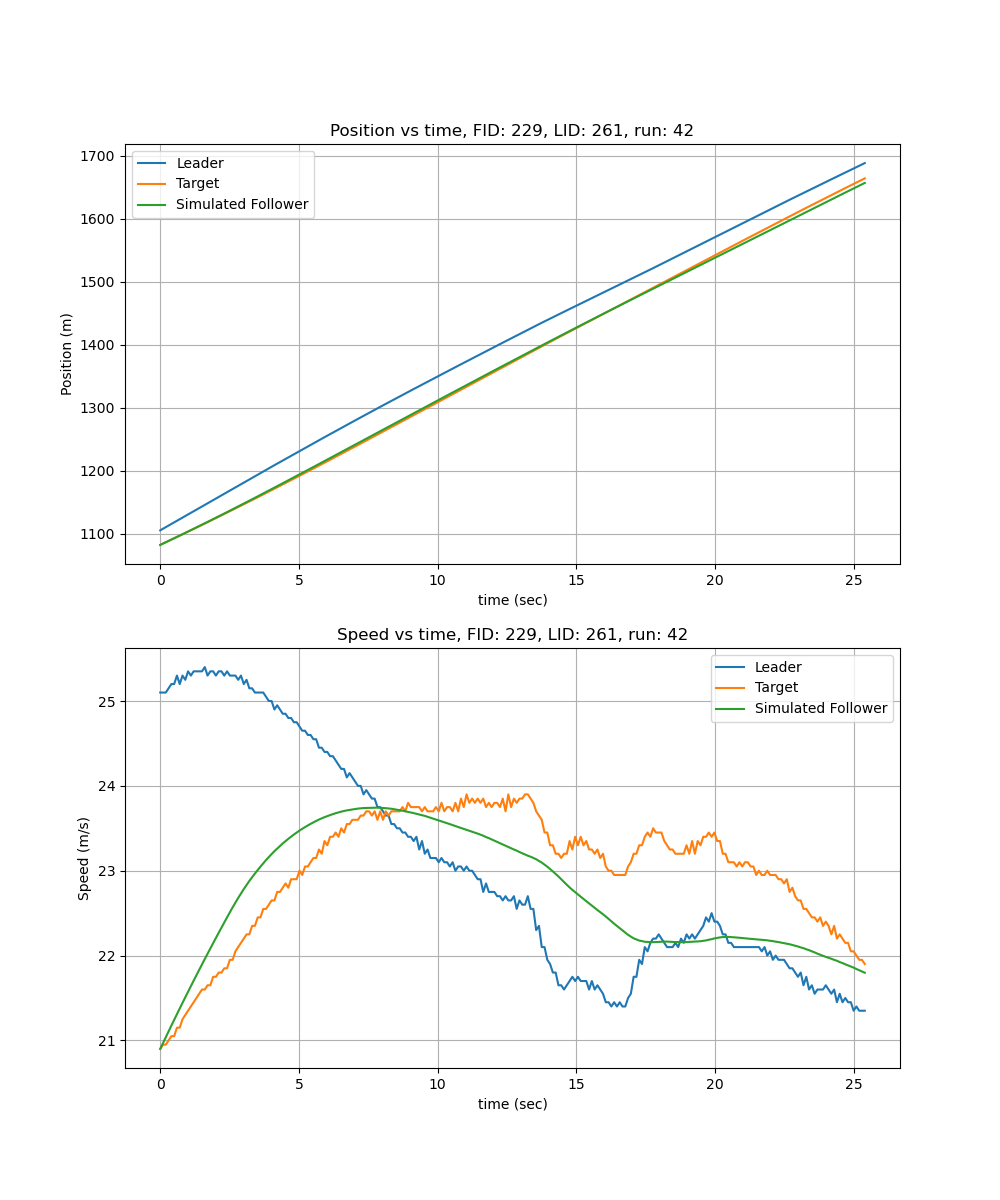 Position vs time, FID: 229, LID: 261, run: 42
Leader
Target
Simulated Follower
1700
1600
1500
1400
1300
1200
1100
Position (m)
0 5 10 15 20 25
time (sec)
Speed vs time, FID: 229, LID: 261, run: 42
Leader
Target
Simulated Follower
25
24
23
22
21
Speed (m/s)
0 5 10 15 20 25
time (sec)